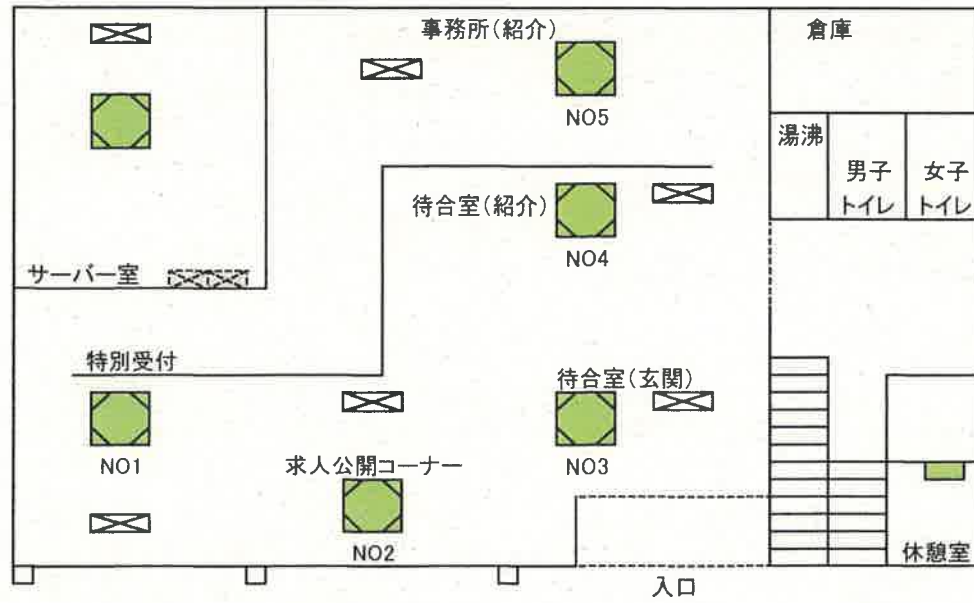 事務所(紹介)
倉庫
NO5
湯沸
男子
トイレ
女子
トイレ
待合室(紹介)
NO4
サーバー室
特別受付
待合室(玄関)
NO1
求人公開コーナー
NO3
NO2
休憩室
入口